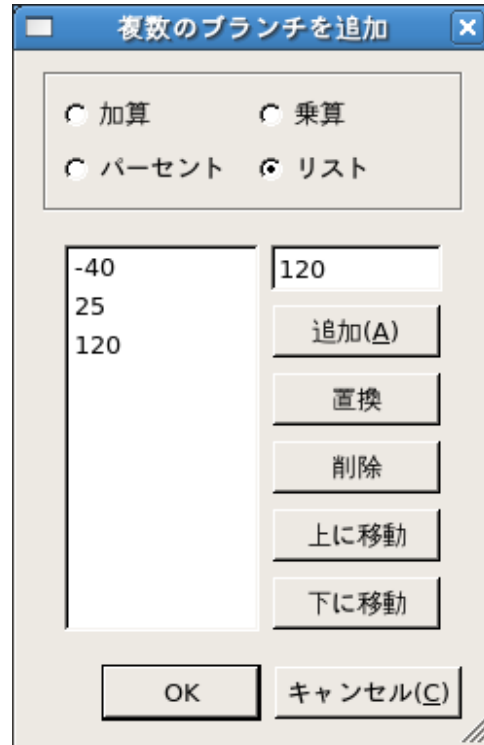 複数のブランチを追加
加算 乗算
パーセント リスト
-40
25
120
120
追加(A)
置換
削除
上に移動
下に移動
OK キャンセル(C)